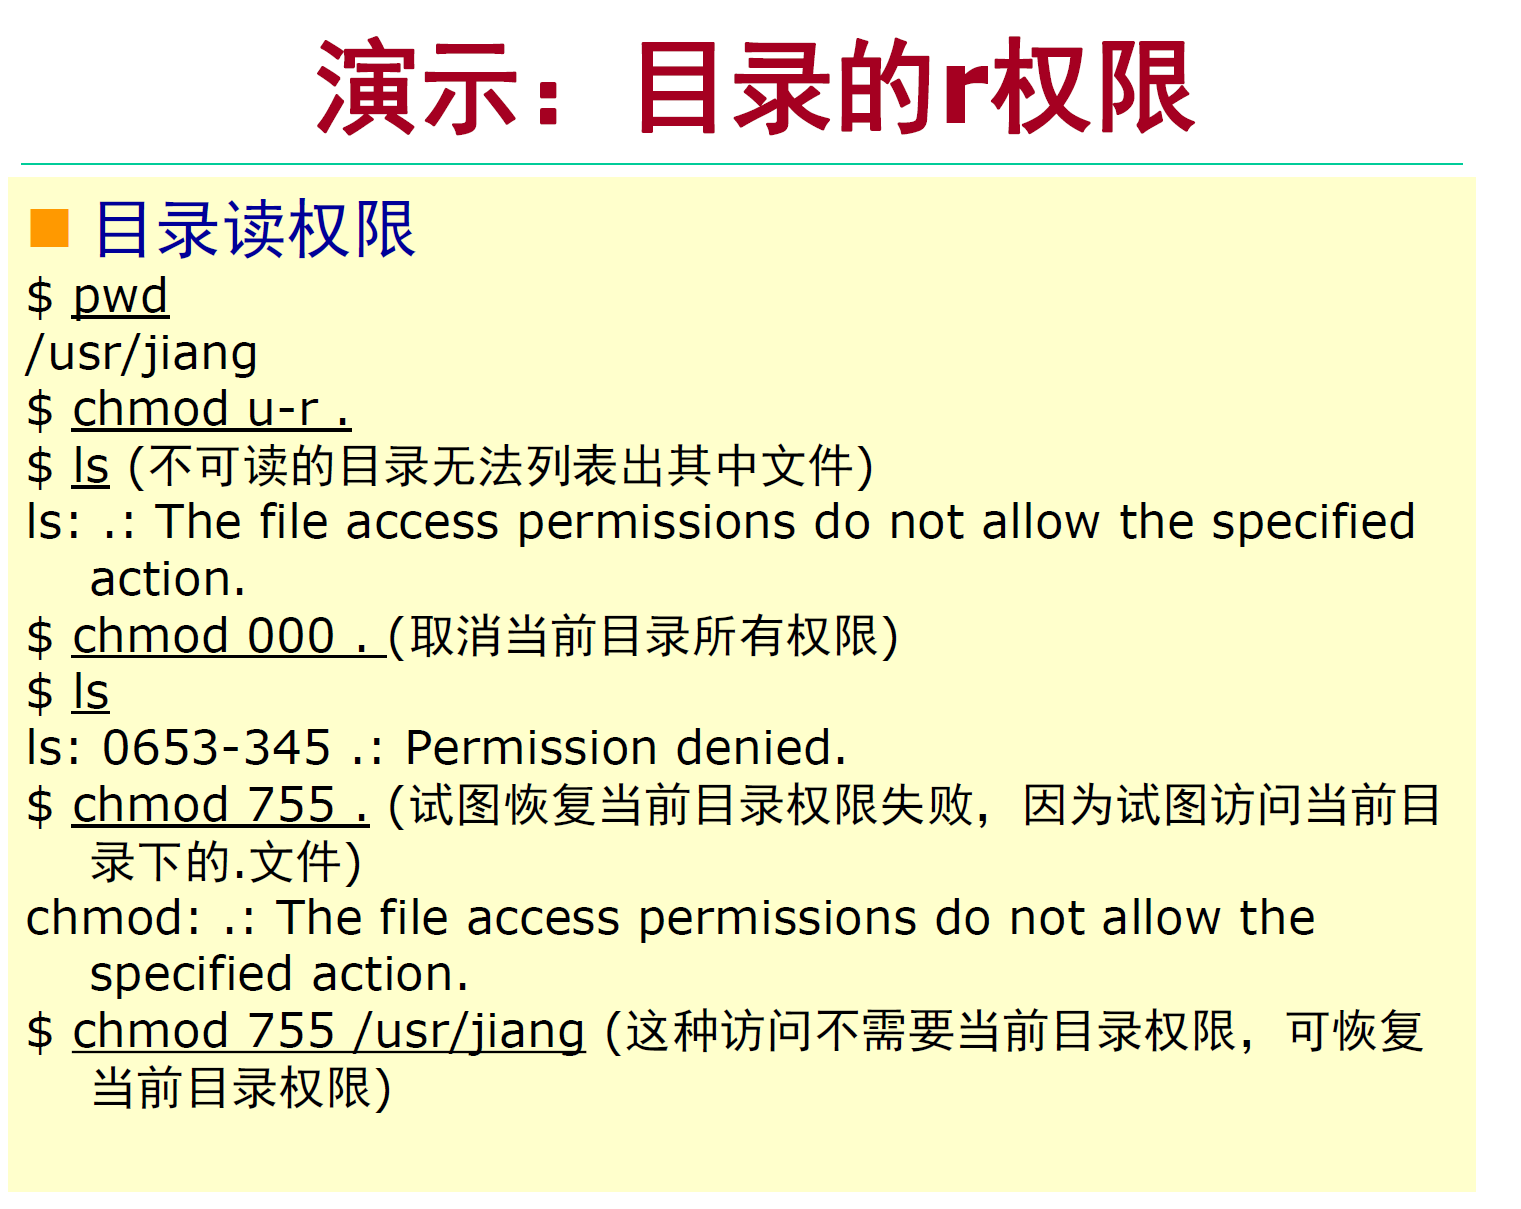 演示：目录的r权限
目录读权限
$ pwd
/usr/jiang
$ chmod u-r .
$ ls (不可读的目录无法列表出其中文件)
ls: .: The file access permissions do not allow the specified
action.
$ chmod 000 . (取消当前目录所有权限)
$ ls
ls: 0653-345 .: Permission denied.
$ chmod 755 . (试图恢复当前目录权限失败，因为试图访问当前目
录下的.文件)
chmod: .: The file access permissions do not allow the
specified action.
$ chmod 755 /usr/jiang (这种访问不需要当前目录权限，可恢复
当前目录权限)